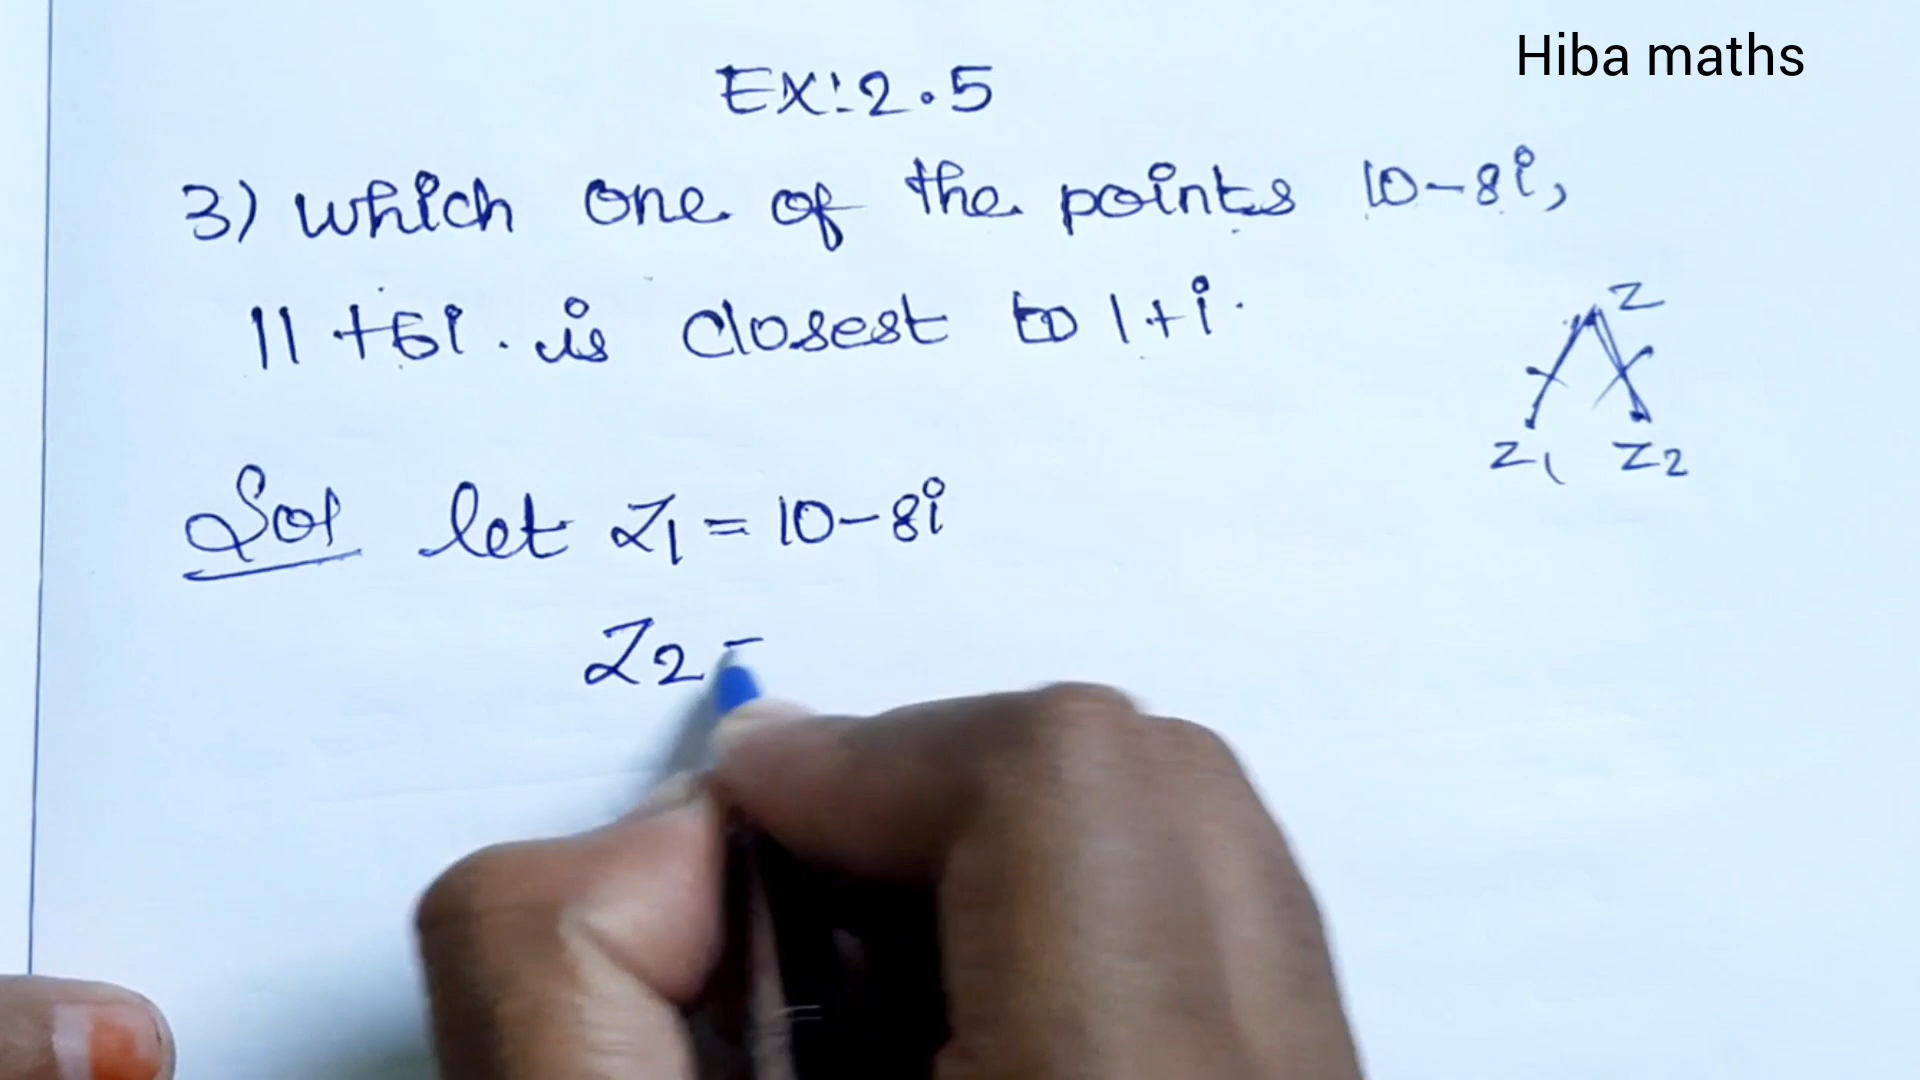 Hiba maths
EX:2.5
3) which one of the points 10-8i,
11+6i. is closest to 1+i.
Z
Z1 Z2
Sol let Z1 = 10-8i
Z2 =